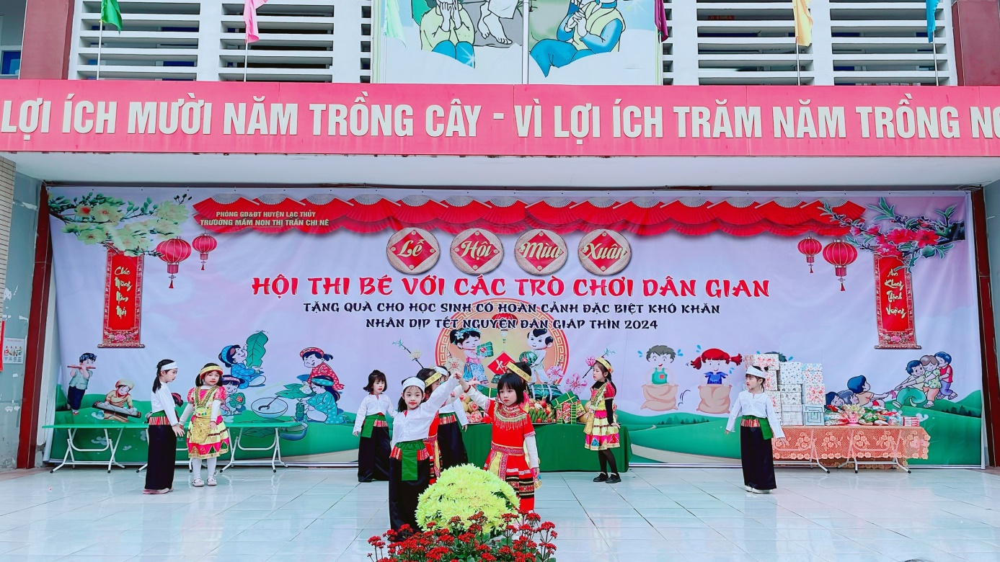 LỢI ÍCH MƯỜI NĂM TRỒNG CÂY - VÌ LỢI ÍCH TRĂM NĂM TRỒNG
PHÒNG GD&ĐT HUYỆN LẠC THỦY
TRƯỜNG MẦM NON THỊ TRẤN CHI NÊ
Lễ Hội Mùa Xuân
HỘI THI BÉ VỚI CÁC TRÒ CHƠI DÂN GIAN
TẶNG QUÀ CHO HỌC SINH CÓ HOÀN CẢNH ĐẶC BIỆT KHÓ KHĂN
NHÂN DỊP TẾT NGUYÊN ĐÁN GIÁP THÌN 2024
Chúc
Mừng
Năm
Mới
An
Khang
Thịnh
Vượng